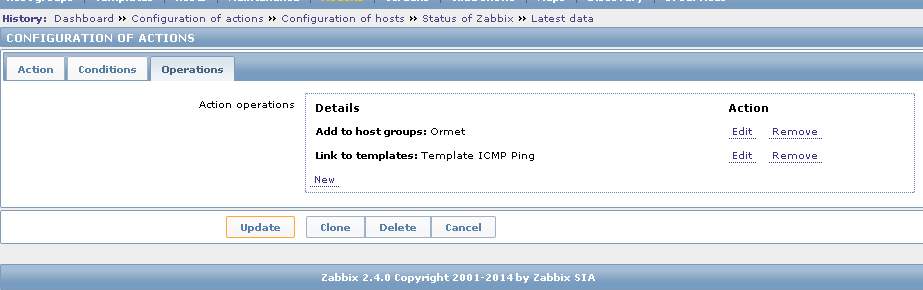 History: Dashboard » Configuration of actions » Configuration of hosts » Status of Zabbix » Latest data
CONFIGURATION OF ACTIONS
Action Conditions Operations
Action operations Details Action
Add to host groups: Ormet Edit Remove
Link to templates: Template ICMP Ping Edit Remove
New
Update Clone Delete Cancel
Zabbix 2.4.0 Copyright 2001-2014 by Zabbix SIA